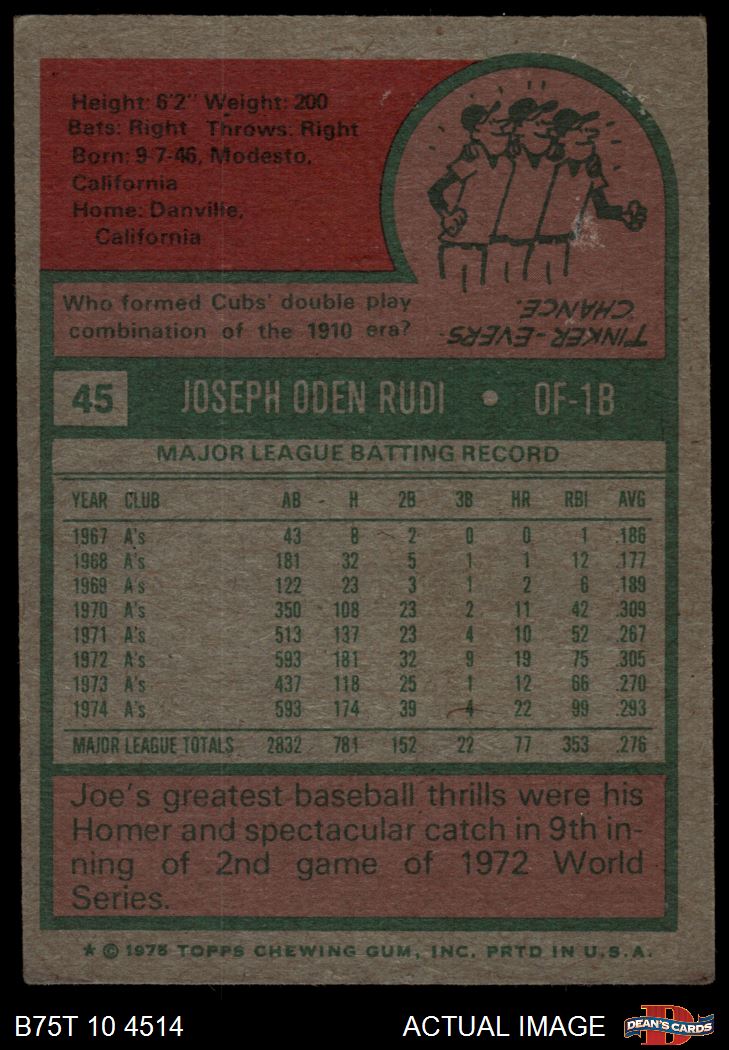 Height: 6'2" Weight: 200
Bats: Right Throws: Right
Born: 9-7-46, Modesto,
California
Home: Danville,
California
Who formed Cubs' double play
combination of the 1910 era?
TINKER-EVERS-
CHANCE.
45 JOSEPH ODEN RUDI • OF-1B
MAJOR LEAGUE BATTING RECORD
YEAR CLUB AB H 2B 3B HR RBI AVG
1967 A's 43 8 2 0 0 1 .186
1968 A's 181 32 5 1 1 12 .177
1969 A's 122 23 3 1 2 6 .189
1970 A's 350 108 23 2 11 42 .309
1971 A's 513 137 23 4 10 52 .267
1972 A's 593 181 32 9 19 75 .305
1973 A's 437 118 25 1 12 66 .270
1974 A's 593 174 39 4 22 99 .293
MAJOR LEAGUE TOTALS 2832 781 152 22 77 353 .276
Joe's greatest baseball thrills were his
Homer and spectacular catch in 9th in-
ning of 2nd game of 1972 World
Series.
★ © 1975 TOPPS CHEWING GUM, INC. PRTD IN U.S.A.
B75T 10 4514 ACTUAL IMAGE D DEAN'S CARDS